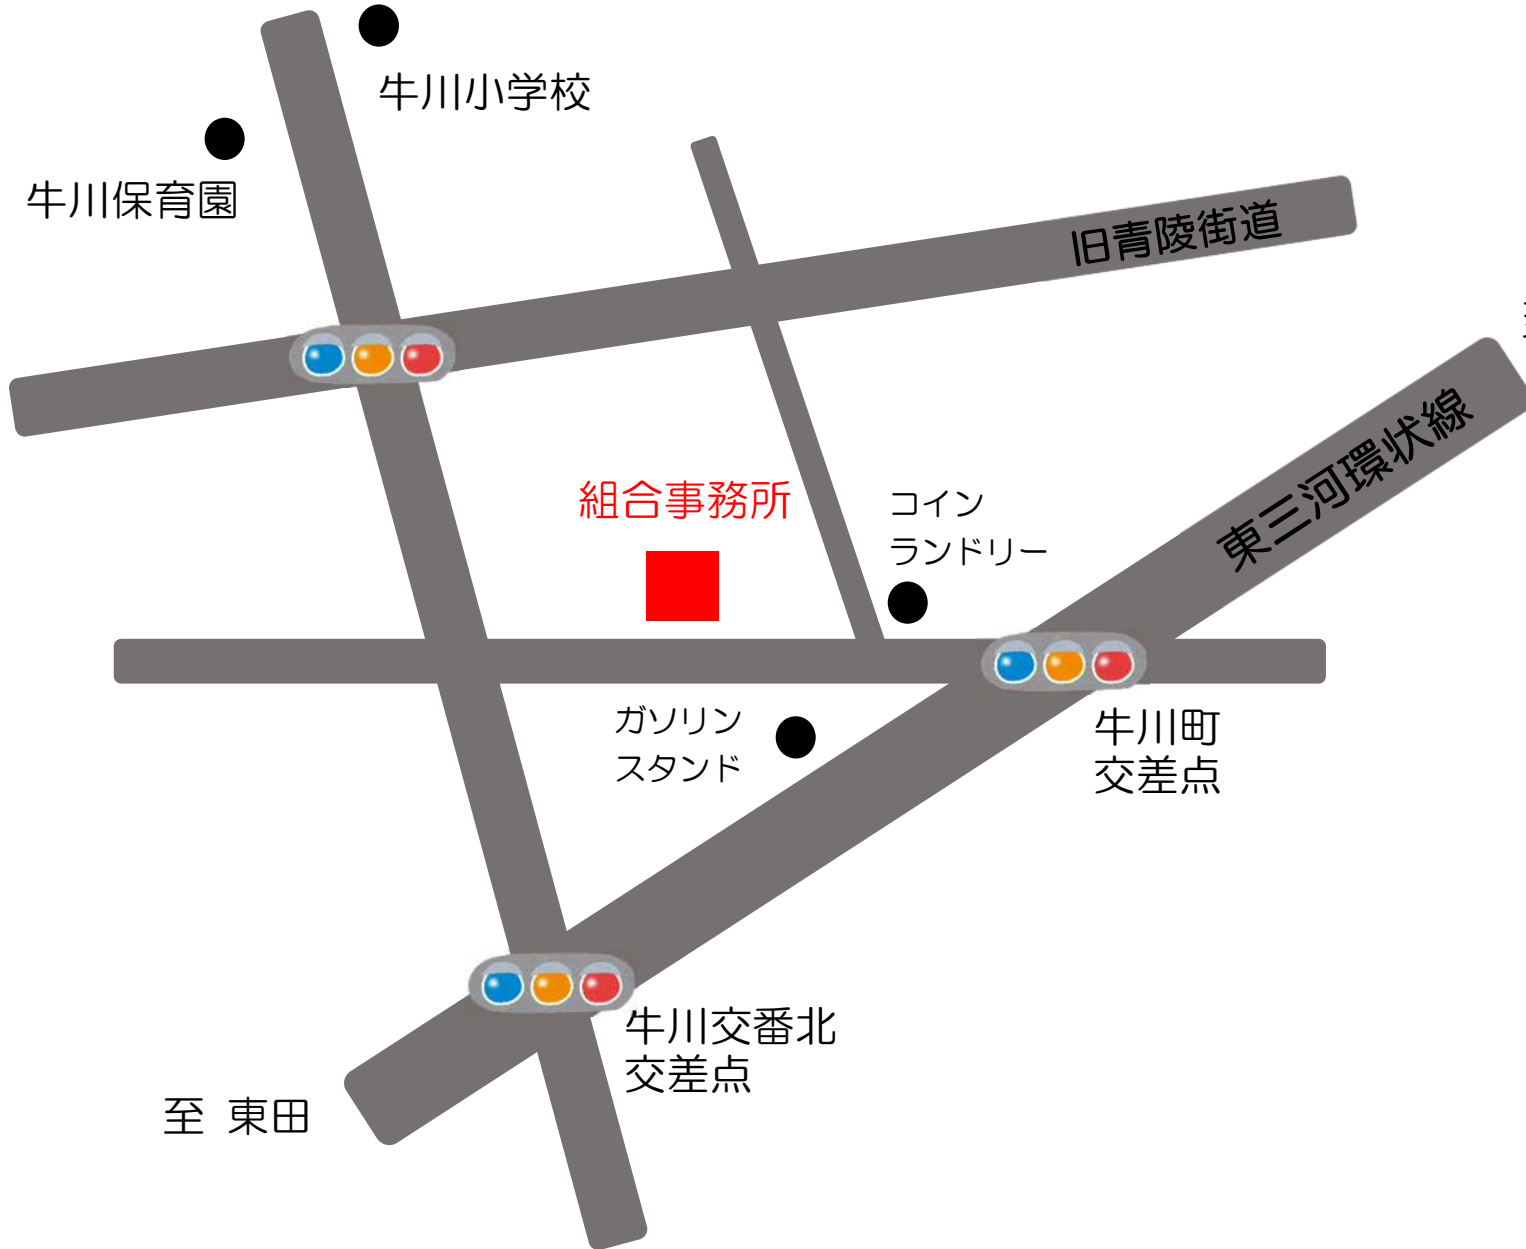 牛川小学校
牛川保育園
旧青陵街道
東三河環状線
組合事務所
コイン
ランドリー
ガソリン
スタンド
牛川町
交差点
牛川交番北
交差点
至 東田